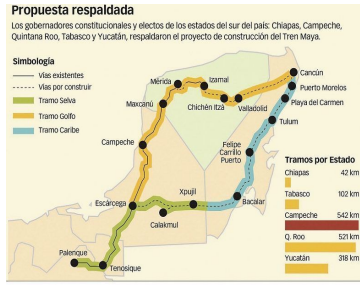 Propuesta respaldada
Los gobernadores constitucionales y electos de los estados del sur del país: Chiapas, Campeche,
Quintana Roo, Tabasco y Yucatán, respaldaron el proyecto de construcción del Tren Maya.
Simbología
Vías existentes
Vías por construir
Tramo Selva
Tramo Golfo
Tramo Caribe
Mérida
Izamal
Cancún
Puerto Morelos
Playa del Carmen
Maxcanú
Chichén Itzá
Valladolid
Tulum
Campeche
Felipe
Carrillo
Puerto
Escárcega
Xpujil
Calakmul
Bacalar
Palenque
Tenosique
Tramos por Estado
Chiapas 42 km
Tabasco 102 km
Campeche 542 km
Q. Roo 521 km
Yucatán 318 km